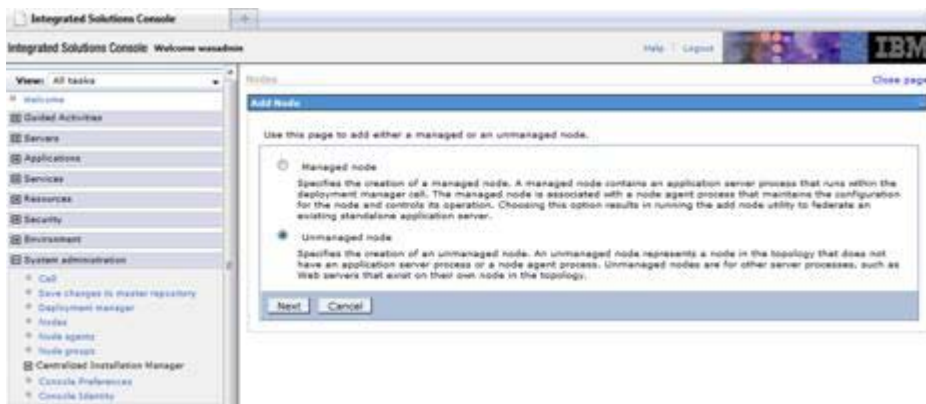 Integrated Solutions Console
Integrated Solutions Console Welcome wasadmin
Help | Logout
IBM
View: All tasks
Welcome
Guided Activities
Servers
Applications
Services
Resources
Security
Environment
System administration
Cell
Save changes to master repository
Deployment manager
Nodes
Node agents
Node groups
Centralized Installation Manager
Console Preferences
Console Identity
Nodes
Close page
Add Node
Use this page to add either a managed or an unmanaged node.
Managed node
Specifies the creation of a managed node. A managed node contains an application server process that runs within the
deployment manager cell. The managed node is associated with a node agent process that maintains the configuration
for the node and controls its operation. Choosing this option results in running the add node utility to federate an
existing standalone application server.
Unmanaged node
Specifies the creation of an unmanaged node. An unmanaged node represents a node in the topology that does not
have an application server process or a node agent process. Unmanaged nodes are for other server processes, such as
Web servers that exist on their own node in the topology.
Next
Cancel